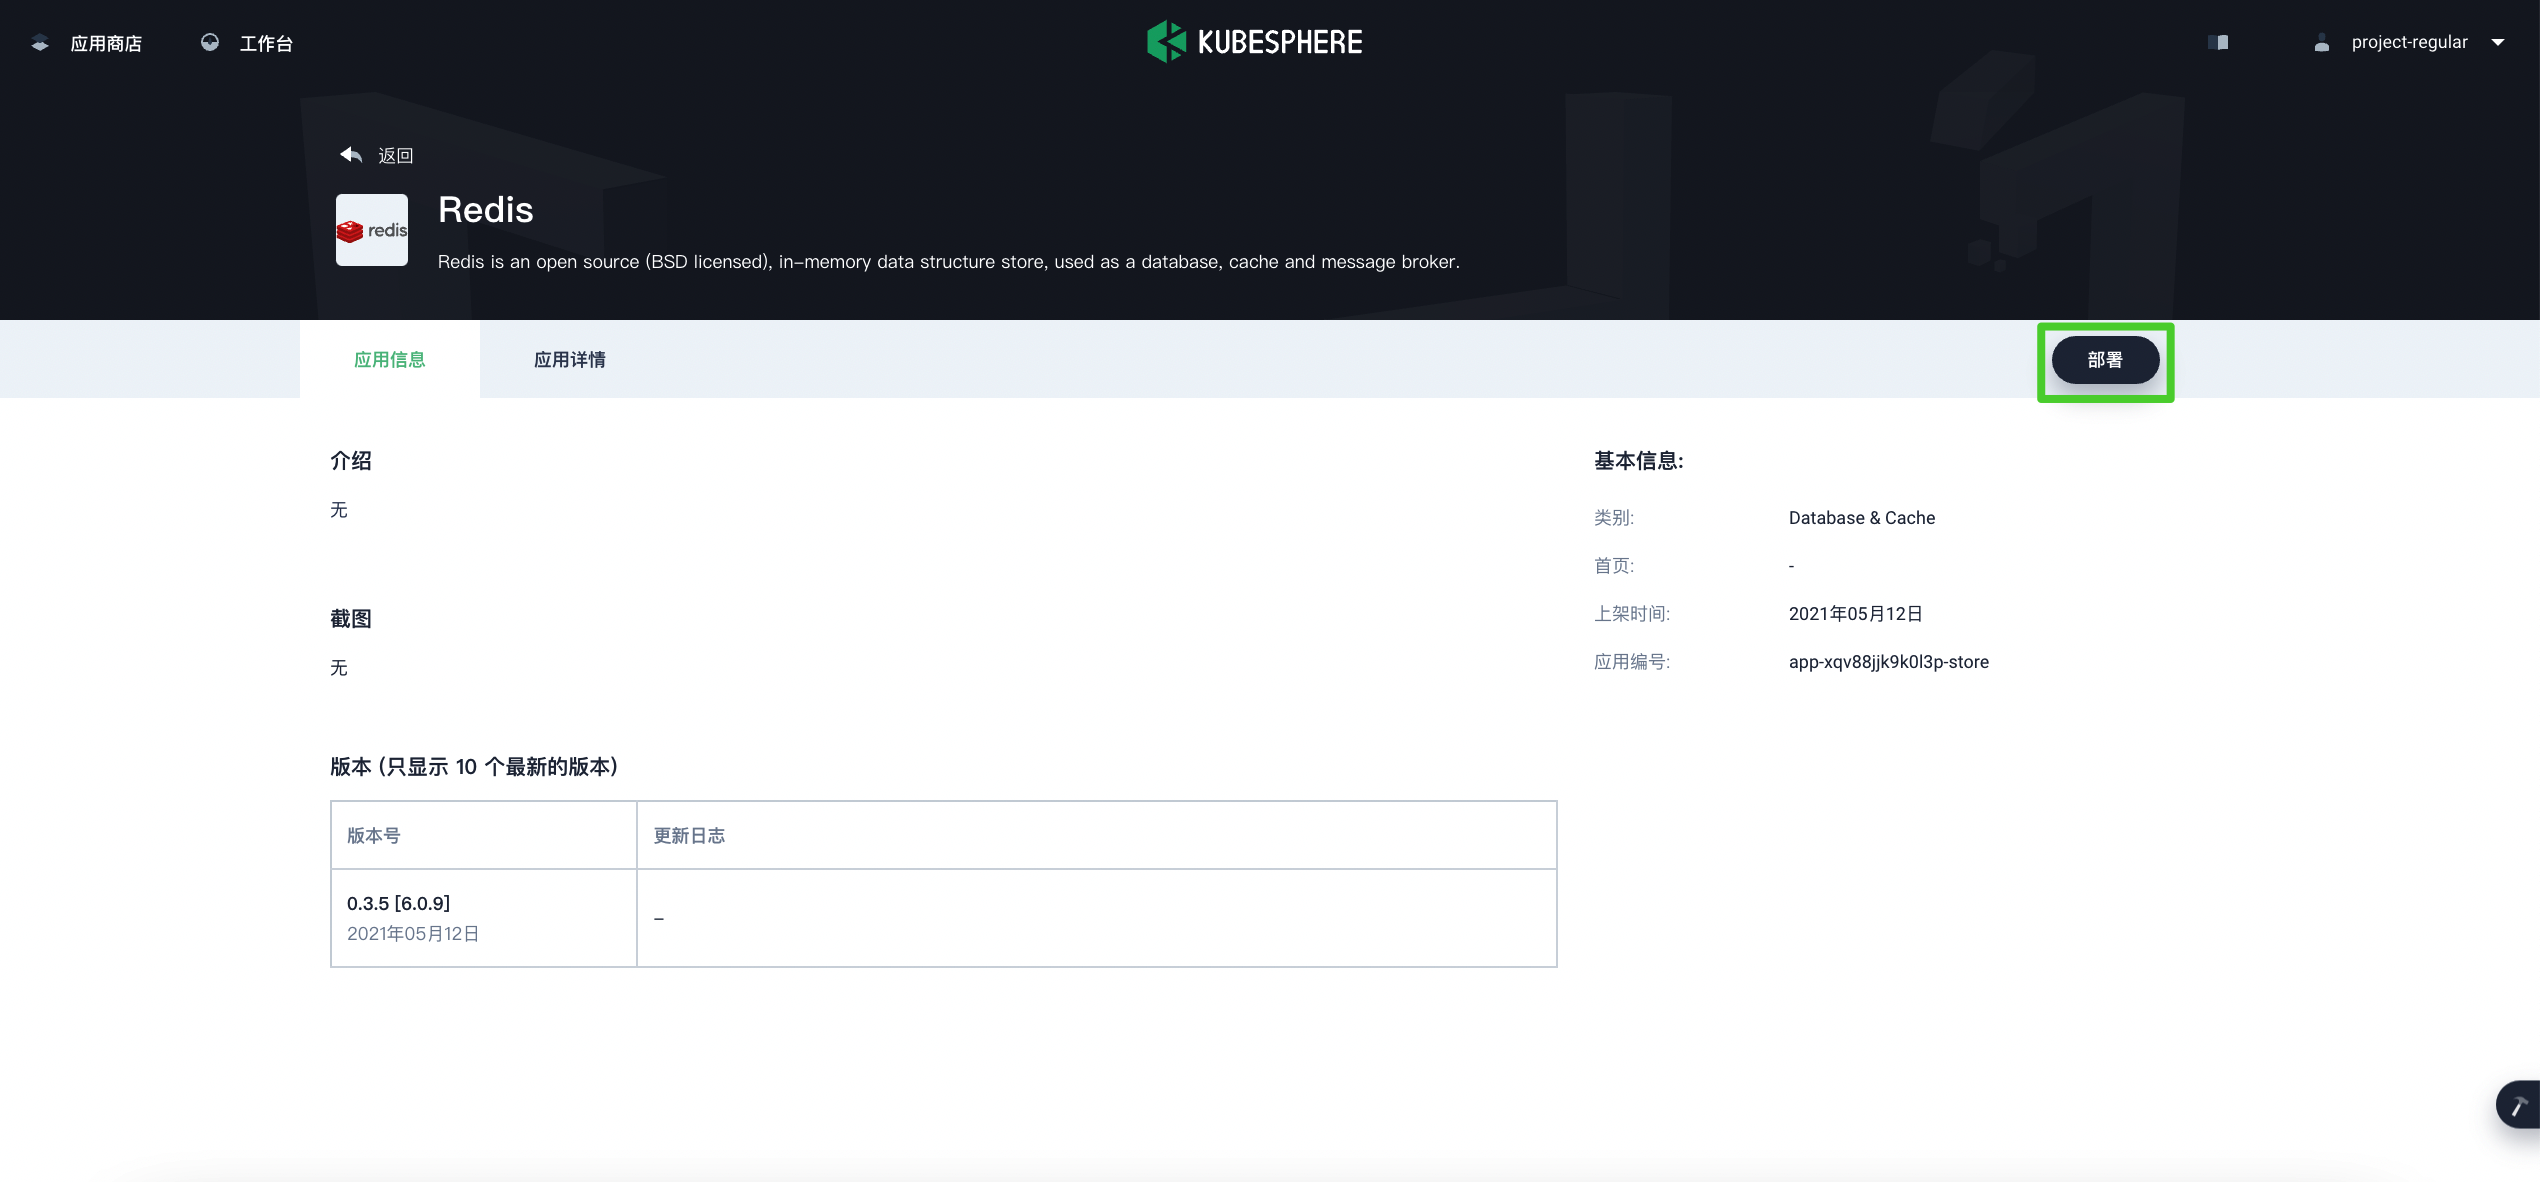 应用商店
工作台
KUBESPHERE
project-regular
返回
redis
Redis
Redis is an open source (BSD licensed), in-memory data structure store, used as a database, cache and message broker.
应用信息
应用详情
部署
介绍
无
截图
无
版本 (只显示 10 个最新的版本)
版本号
更新日志
0.3.5 [6.0.9]
2021年05月12日
-
基本信息:
类别:
Database & Cache
首页:
-
上架时间:
2021年05月12日
应用编号:
app-xqv88jjk9k0l3p-store